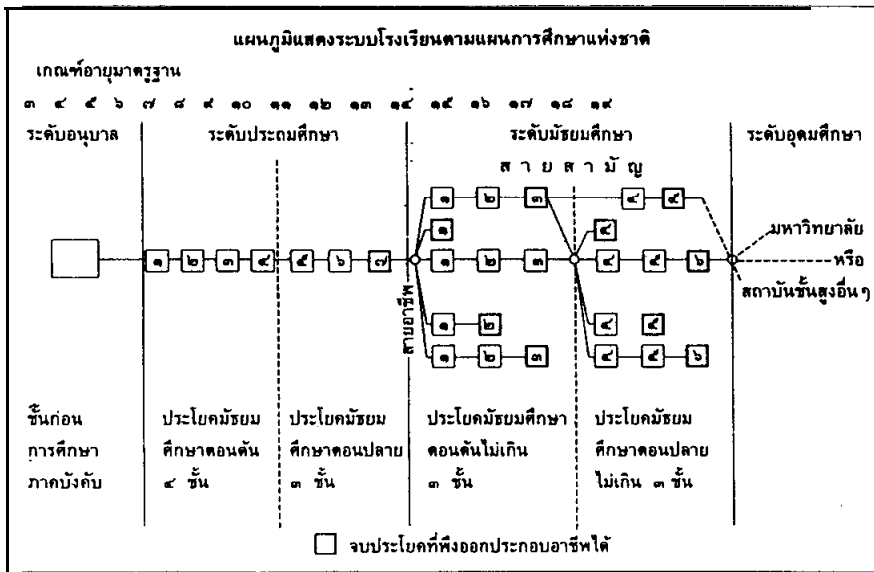 แผนภูมิแสดงระบบโรงเรียนตามแผนการศึกษาแห่งชาติ
เกณฑ์อายุมาตรฐาน
๓ ๔ ๕ ๖ ๗ ๘ ๙ ๑๐ ๑๑ ๑๒ ๑๓ ๑๔ ๑๕ ๑๖ ๑๗ ๑๘ ๑๙
ระดับอนุบาล ระดับประถมศึกษา ระดับมัธยมศึกษา ระดับอุดมศึกษา
สายสามัญ
๑ ๒ ๓ ๔ ๕
๑ ๔
มหาวิทยาลัย
๑ ๒ ๓ ๔ ๕ ๖ ๗ ๑ ๒ ๓ ๔ ๕ ๖ หรือ
สถาบันชั้นสูงอื่นๆ
สายอาชีพ
๑ ๒ ๔ ๕
๑ ๒ ๓ ๔ ๕ ๖
ชั้นก่อน ประโยคมัธยม ประโยคมัธยม ประโยคมัธยมศึกษา ประโยคมัธยม
การศึกษา ศึกษาตอนต้น ศึกษาตอนปลาย ตอนต้นไม่เกิน ศึกษาตอนปลาย
ภาคบังคับ ๔ ชั้น ๓ ชั้น ๓ ชั้น ไม่เกิน ๓ ชั้น
จบประโยคที่พึงออกประกอบอาชีพได้